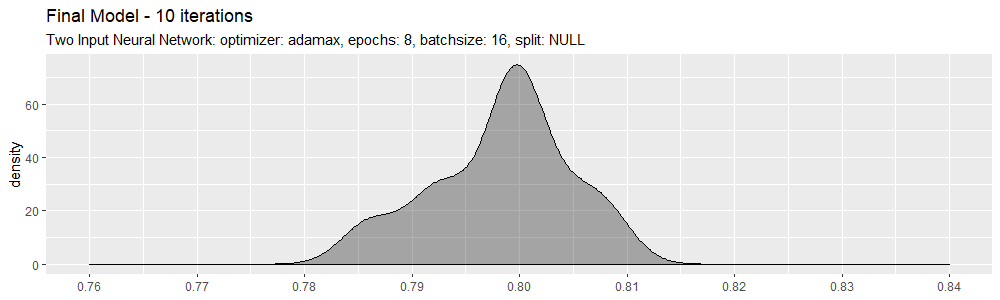 Final Model - 10 iterations
Two Input Neural Network: optimizer: adamax, epochs: 8, batchsize: 16, split: NULL
density
60
40
20
0
0.76 0.77 0.78 0.79 0.80 0.81 0.82 0.83 0.84